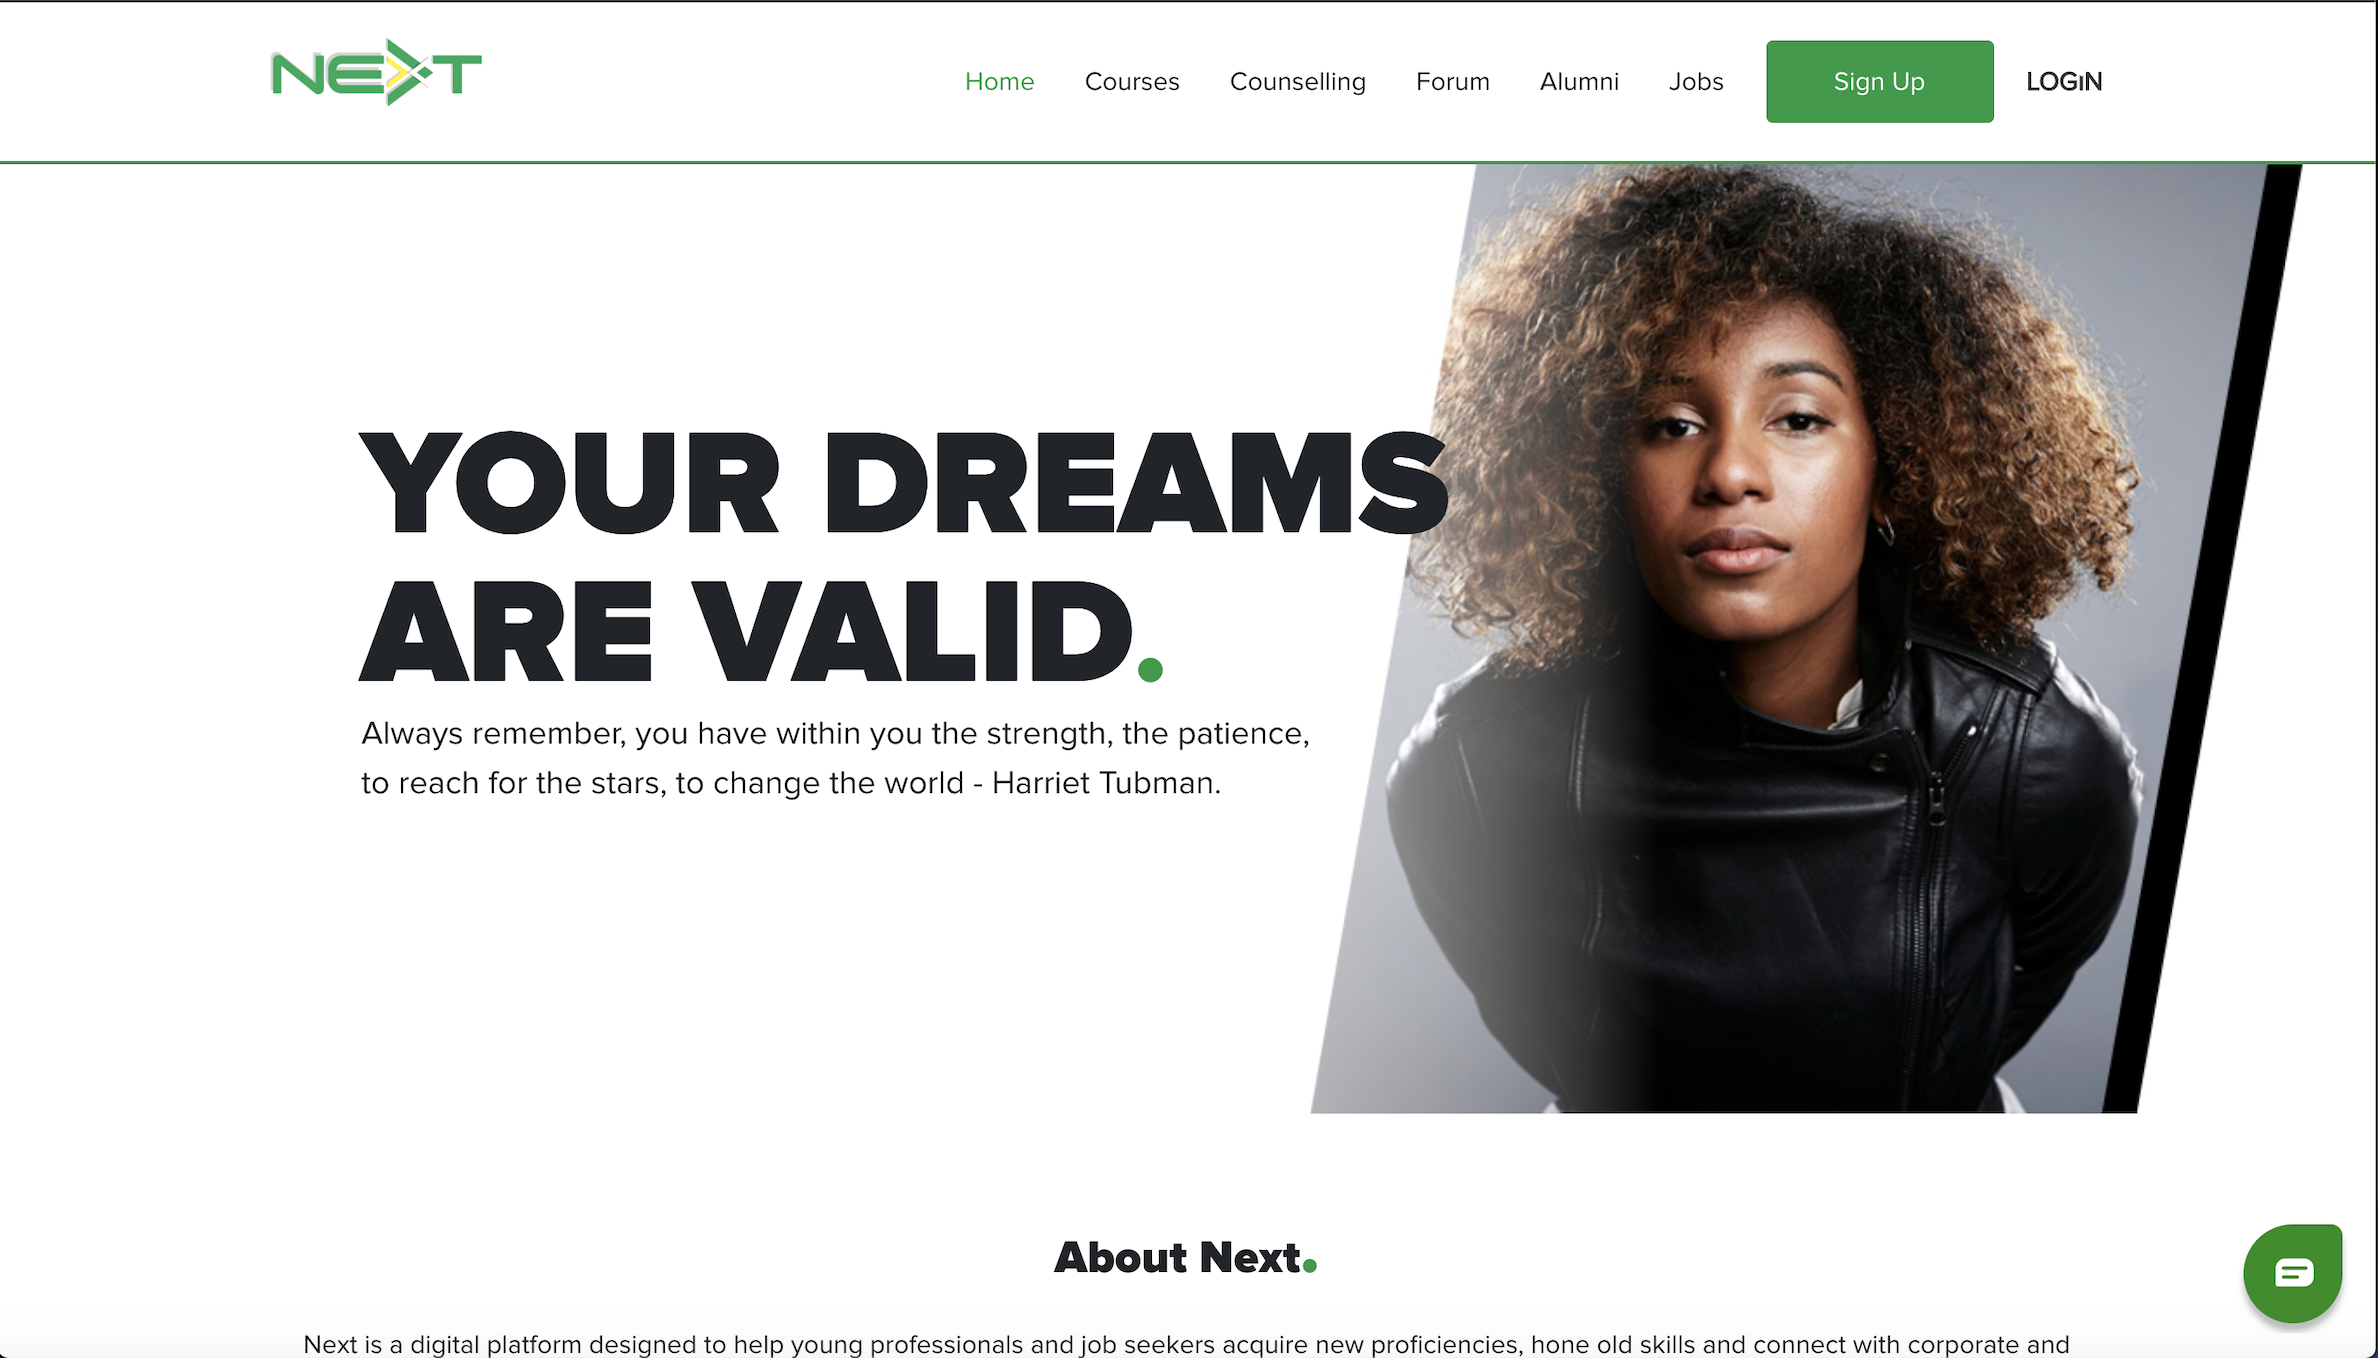 NEXT
Home Courses Counselling Forum Alumni Jobs Sign Up LOGiN
YOUR DREAMS
ARE VALID.
Always remember, you have within you the strength, the patience,
to reach for the stars, to change the world - Harriet Tubman.
About Next.
Next is a digital platform designed to help young professionals and job seekers acquire new proficiencies, hone old skills and connect with corporate and